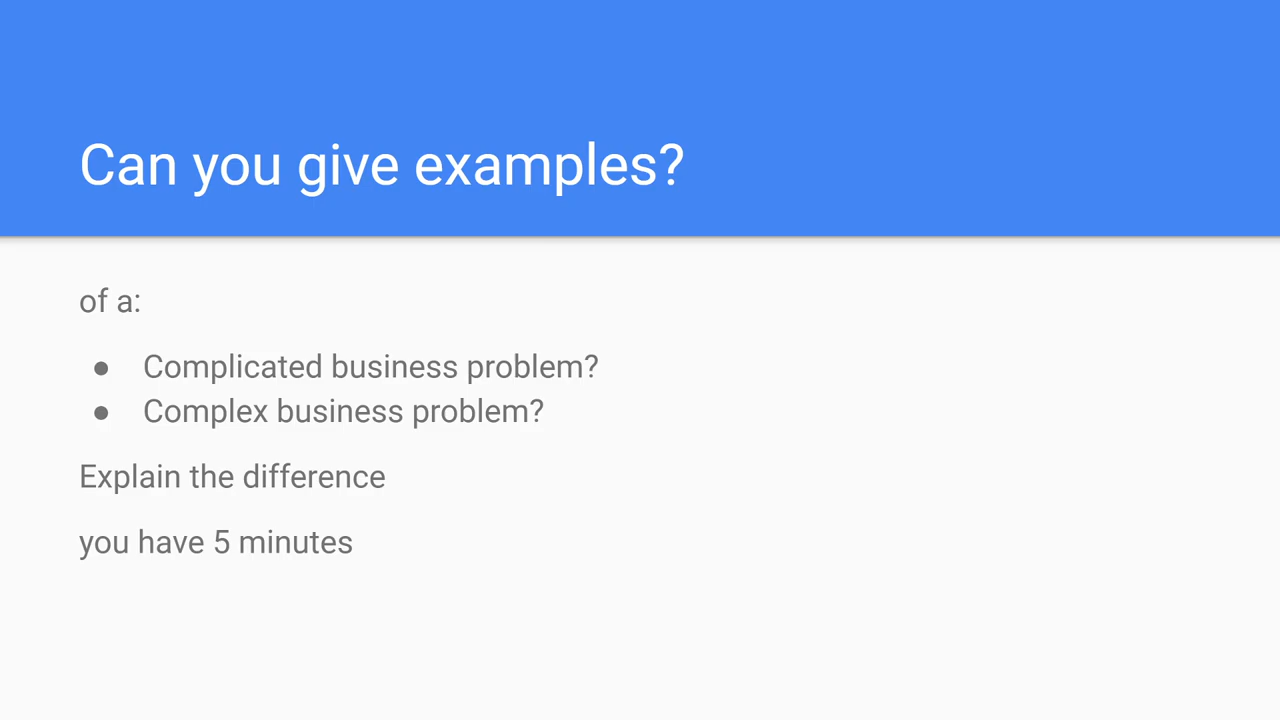 Can you give examples?
of a:
● Complicated business problem?
● Complex business problem?
Explain the difference
you have 5 minutes